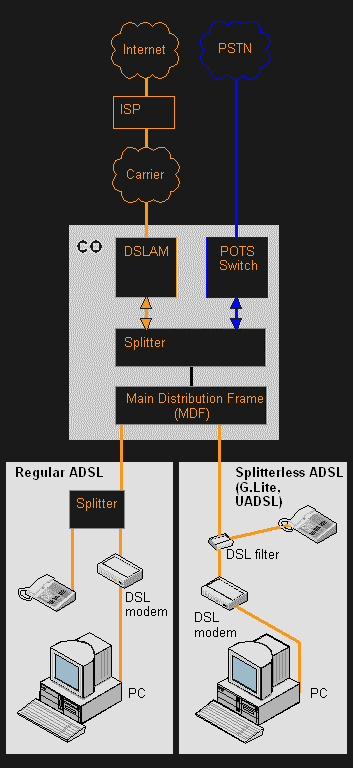 Internet
PSTN
ISP
Carrier
CO
DSLAM
POTS
Switch
Splitter
Main Distribution Frame
(MDF)
Regular ADSL
Splitter
DSL
modem
PC
Splitterless ADSL
(G.Lite,
UADSL)
DSL filter
DSL
modem
PC